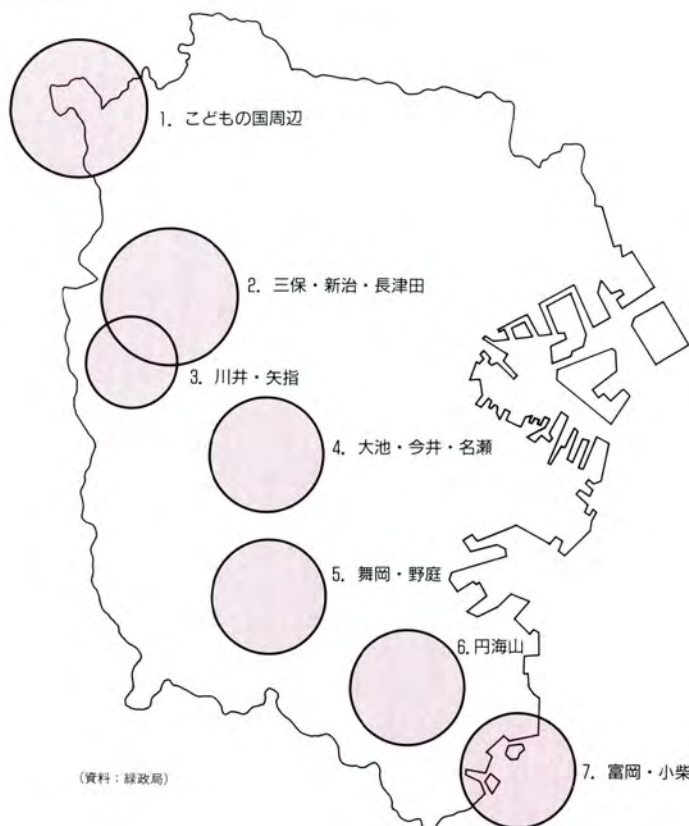 1. こどもの国周辺
2. 三保・新治・長津田
3. 川井・矢指
4. 大池・今井・名瀬
5. 舞岡・野庭
6.円海山
7. 富岡・小柴
(資料：緑政局)